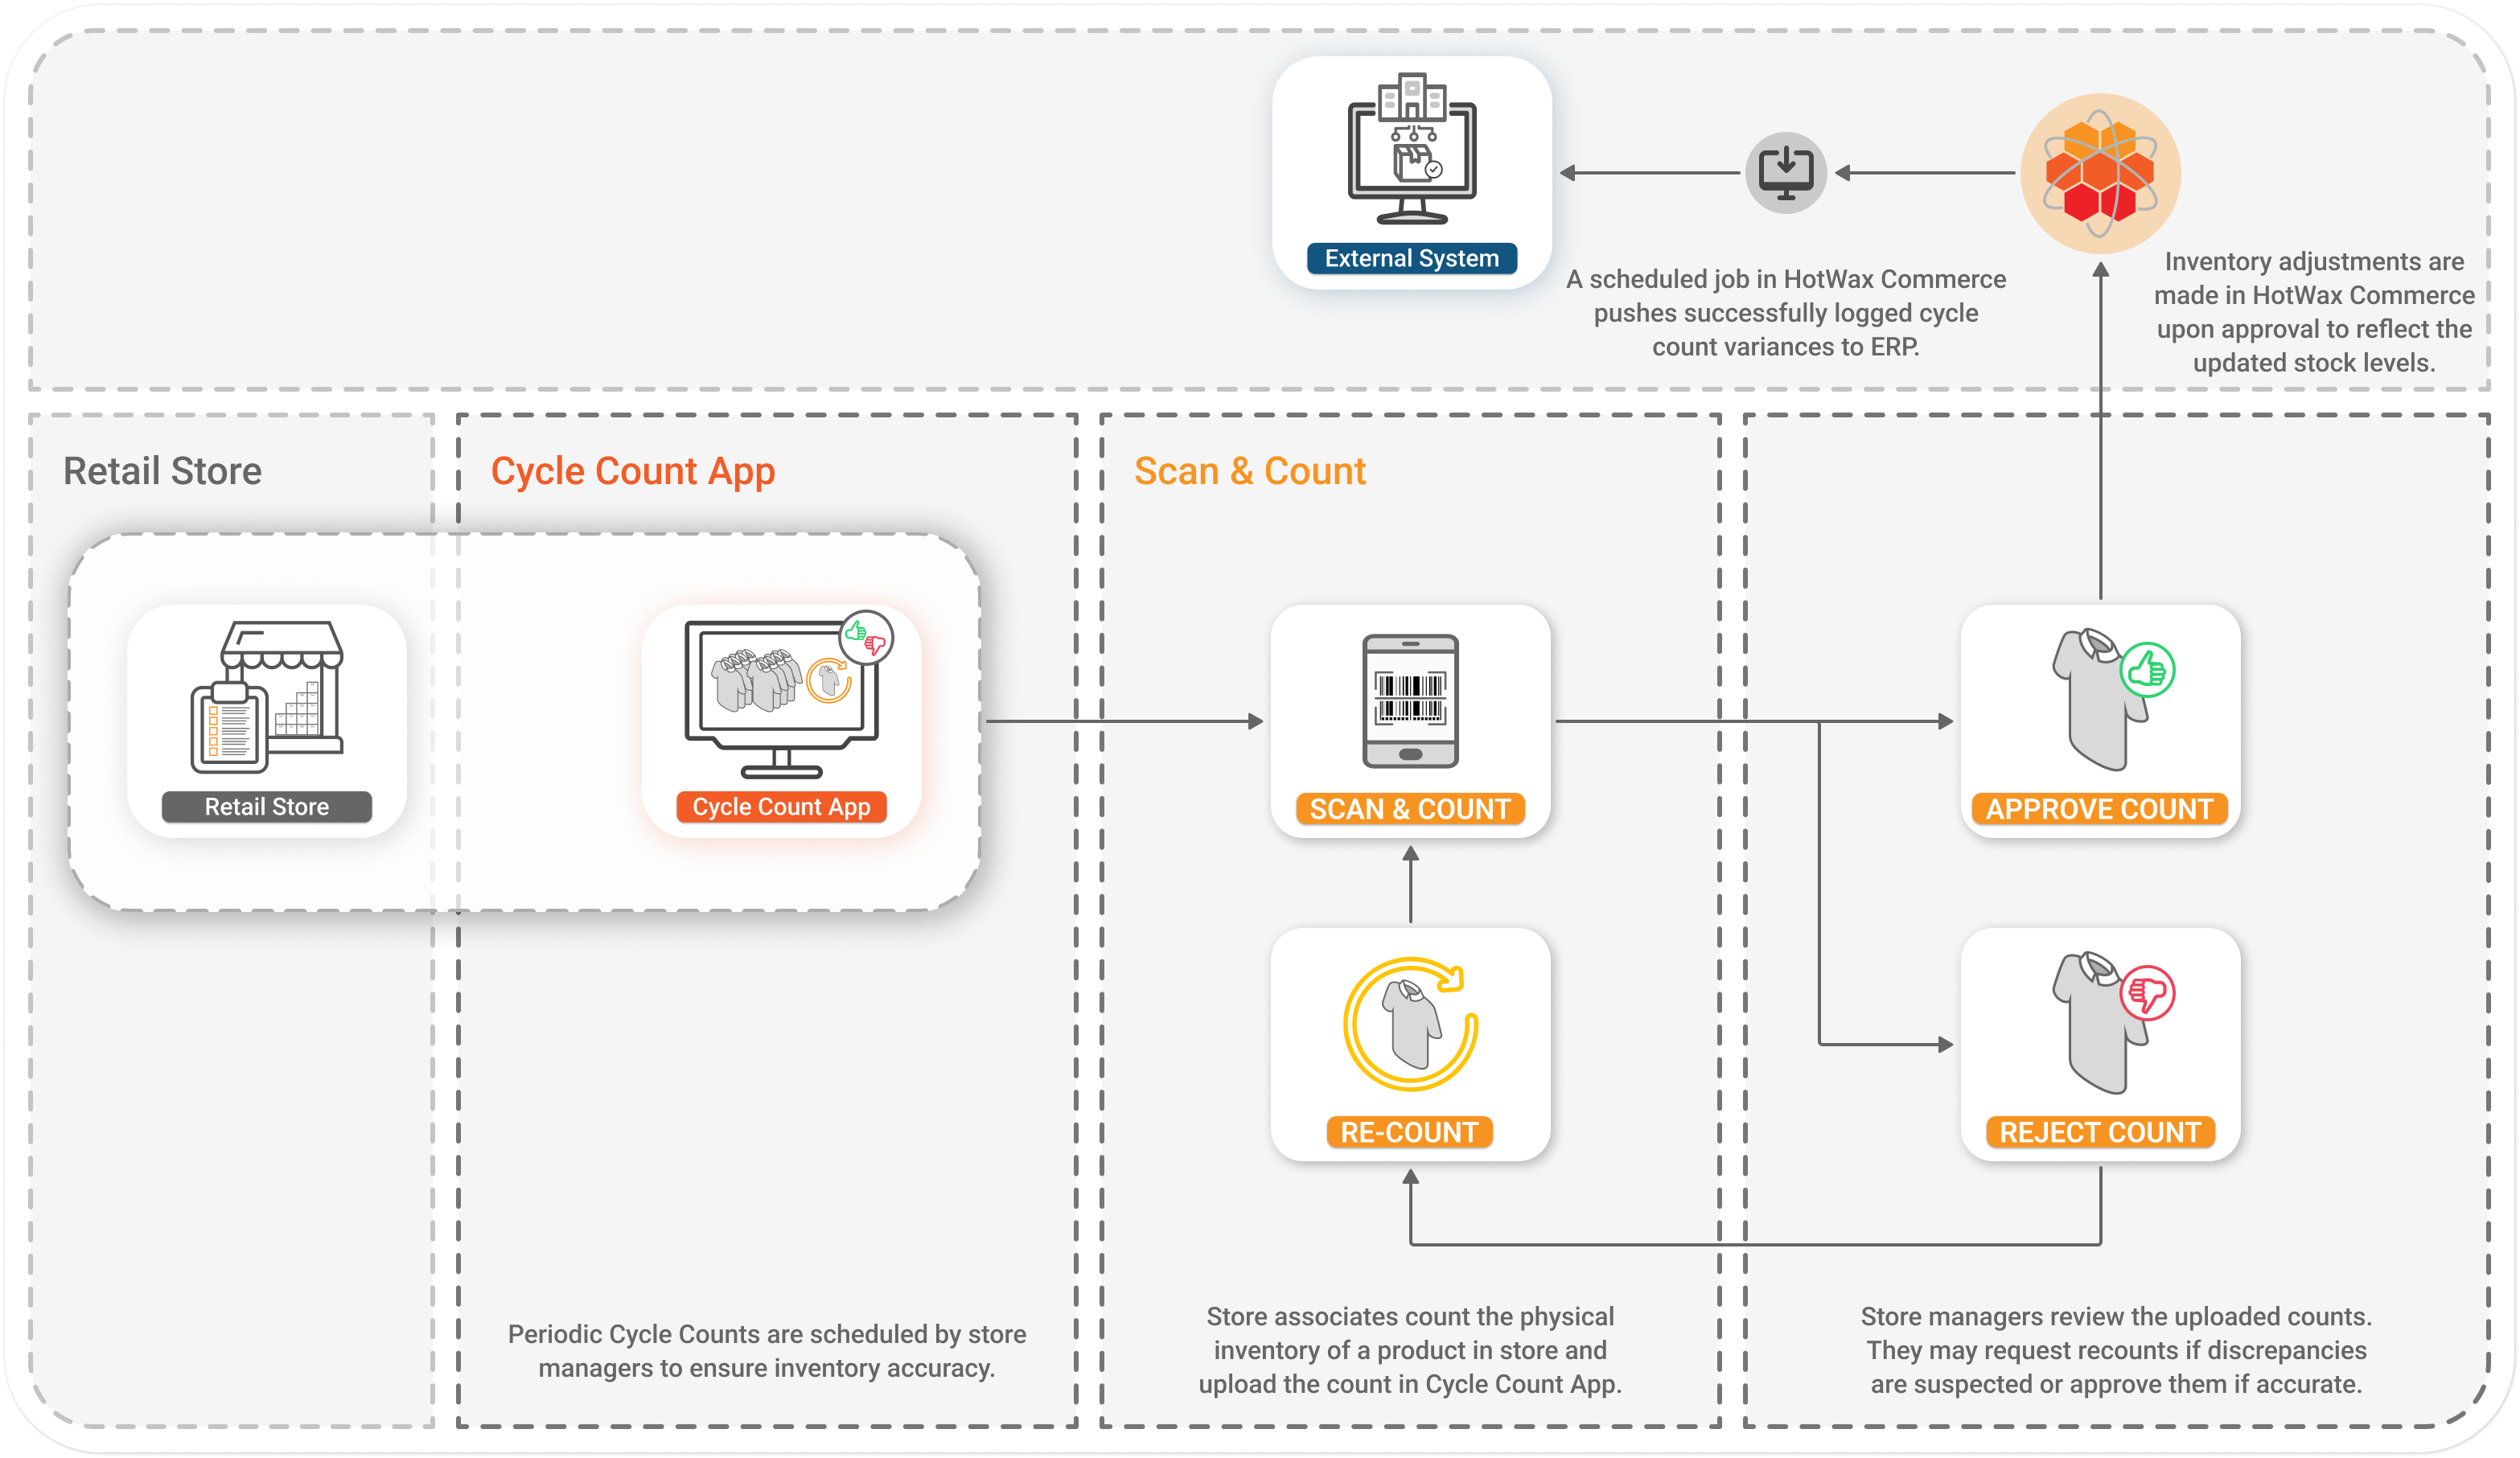 External System
A scheduled job in HotWax Commerce
pushes successfully logged cycle
count variances to ERP.
Inventory adjustments are
made in HotWax Commerce
upon approval to reflect the
updated stock levels.
Retail Store
Cycle Count App
Scan & Count
Retail Store
Cycle Count App
SCAN & COUNT
APPROVE COUNT
RE-COUNT
REJECT COUNT
Periodic Cycle Counts are scheduled by store
managers to ensure inventory accuracy.
Store associates count the physical
inventory of a product in store and
upload the count in Cycle Count App.
Store managers review the uploaded counts.
They may request recounts if discrepancies
are suspected or approve them if accurate.